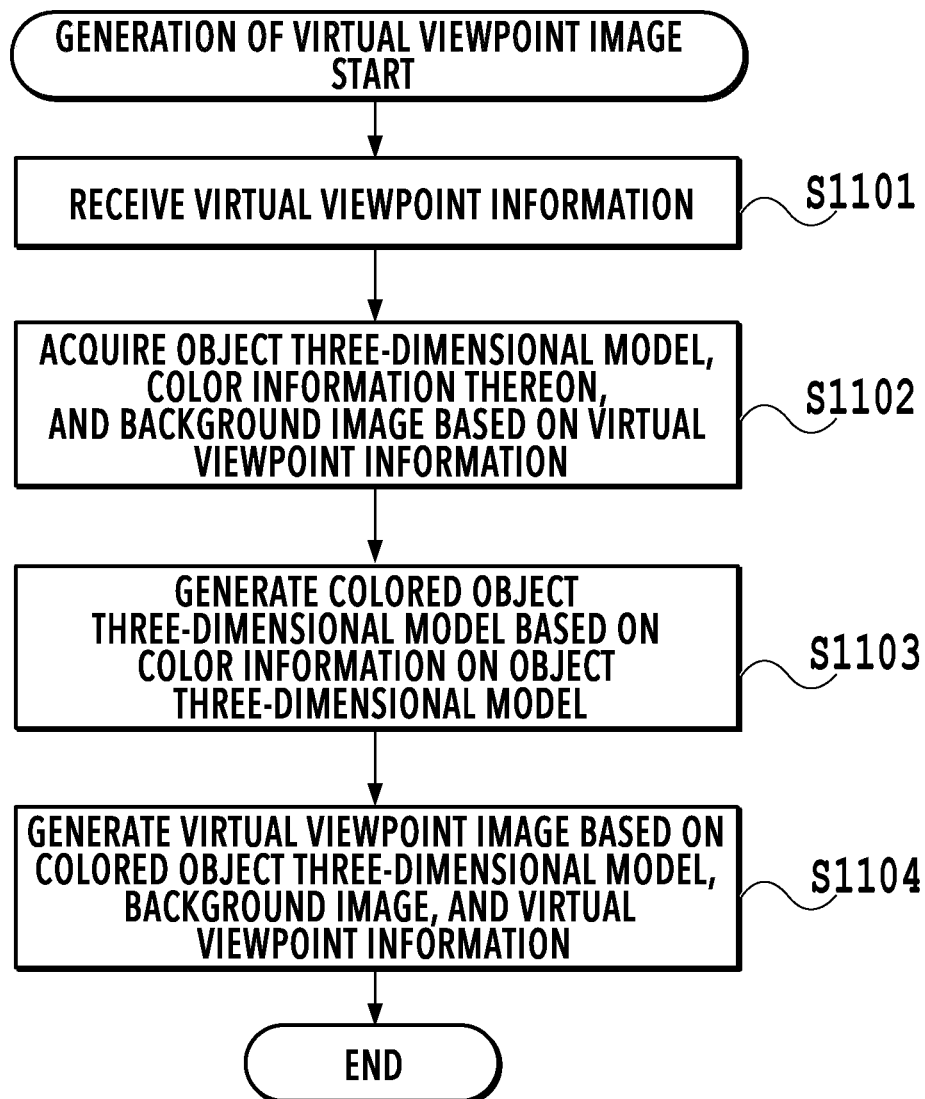 GENERATION OF VIRTUAL VIEWPOINT IMAGE
START
RECEIVE VIRTUAL VIEWPOINT INFORMATION
S1101
ACQUIRE OBJECT THREE-DIMENSIONAL MODEL,
COLOR INFORMATION THEREON,
AND BACKGROUND IMAGE BASED ON VIRTUAL
VIEWPOINT INFORMATION
S1102
GENERATE COLORED OBJECT
THREE-DIMENSIONAL MODEL BASED ON
COLOR INFORMATION ON OBJECT
THREE-DIMENSIONAL MODEL
S1103
GENERATE VIRTUAL VIEWPOINT IMAGE BASED ON
COLORED OBJECT THREE-DIMENSIONAL MODEL,
BACKGROUND IMAGE, AND VIRTUAL
VIEWPOINT INFORMATION
S1104
END